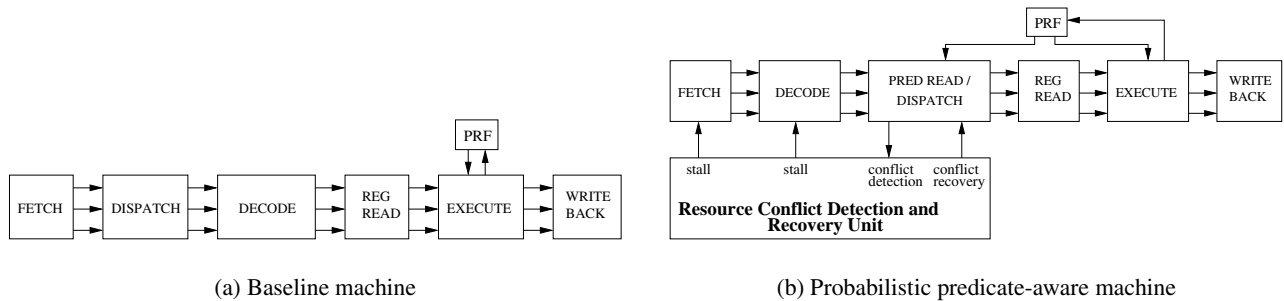 PRF
FETCH
DISPATCH
DECODE
REG
READ
EXECUTE
WRITE
BACK
(a) Baseline machine
PRF
FETCH
DECODE
PRED READ /
DISPATCH
REG
READ
EXECUTE
WRITE
BACK
stall
stall
conflict
detection
conflict
recovery
Resource Conflict Detection and
Recovery Unit
(b) Probabilistic predicate-aware machine